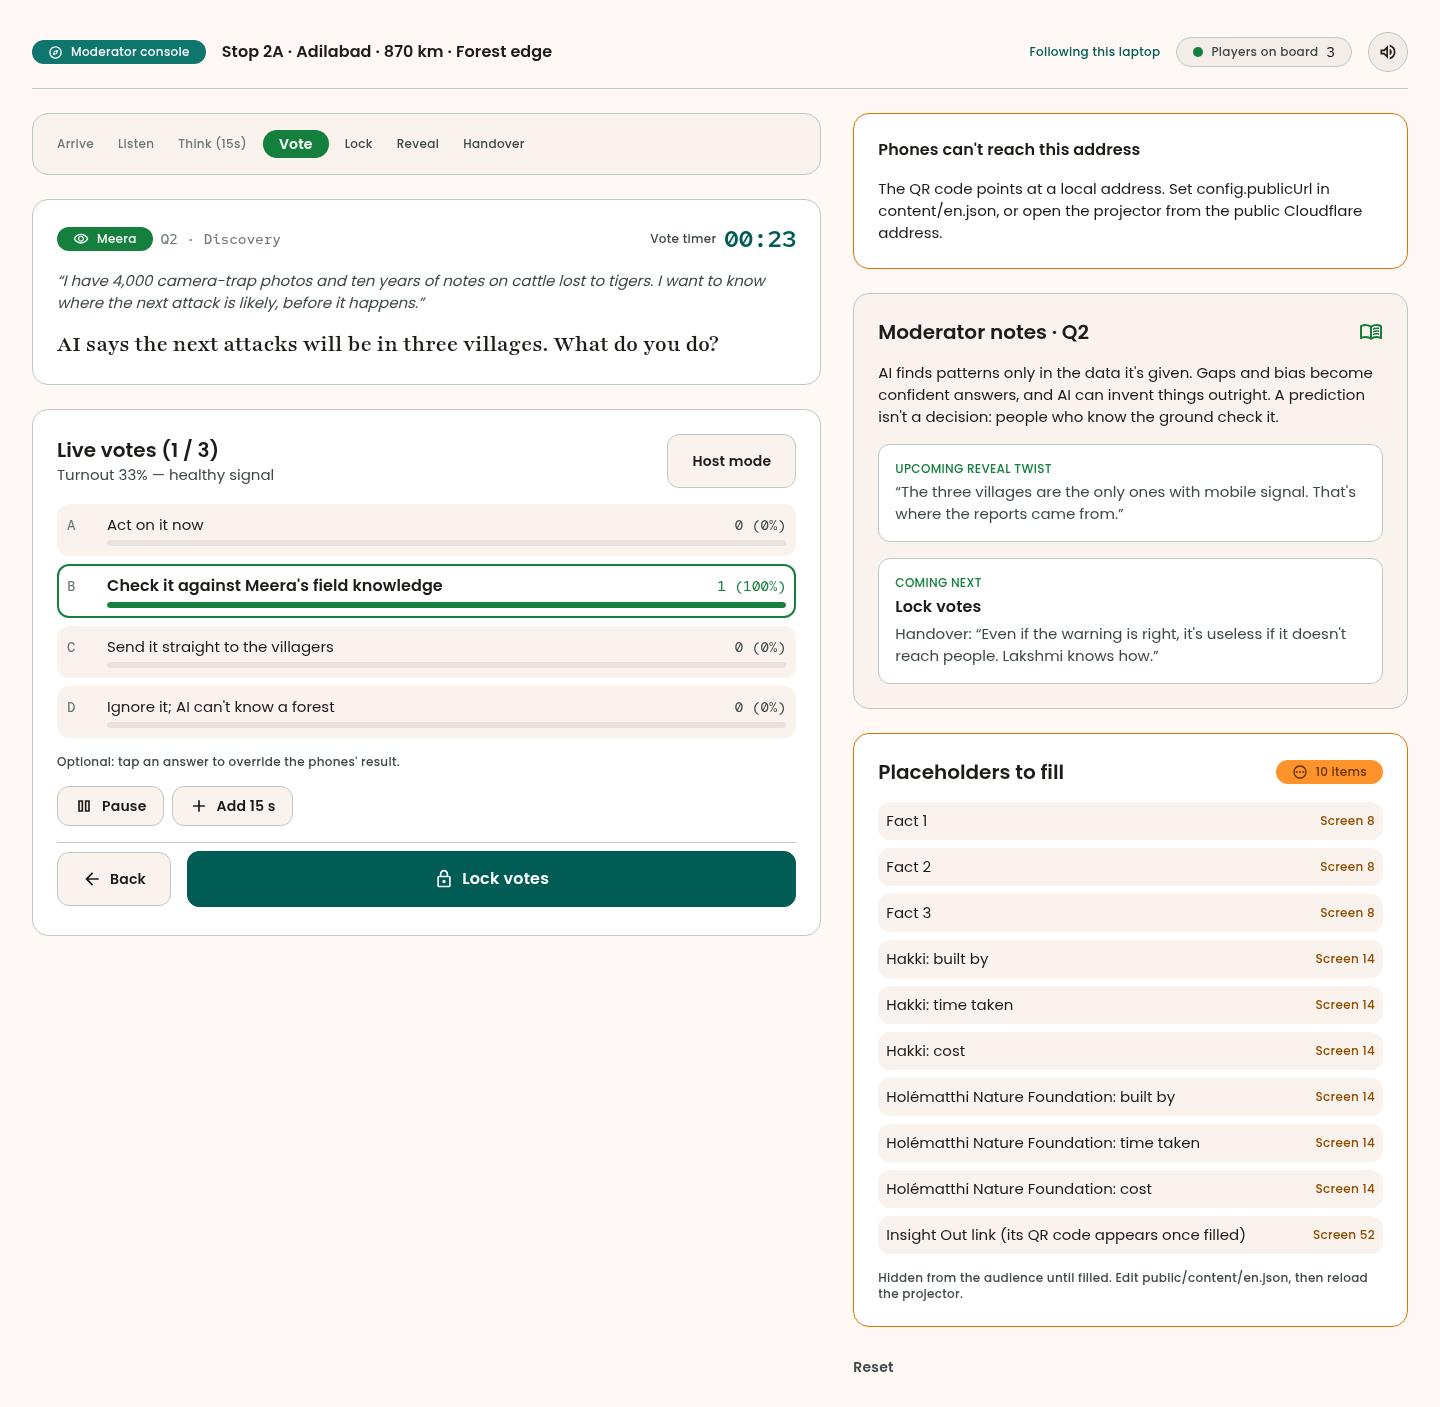 Moderator console
Stop 2A · Adilabad · 870 km · Forest edge
Following this laptop
Players on board 3
Arrive
Listen
Think (15s)
Vote
Lock
Reveal
Handover
Meera
Q2 · Discovery
Vote timer 00:23
“I have 4,000 camera-trap photos and ten years of notes on cattle lost to tigers. I want to know
where the next attack is likely, before it happens.”
AI says the next attacks will be in three villages. What do you do?
Live votes (1 / 3)
Turnout 33% — healthy signal
Host mode
A Act on it now 0 (0%)
B Check it against Meera's field knowledge 1 (100%)
C Send it straight to the villagers 0 (0%)
D Ignore it; AI can't know a forest 0 (0%)
Optional: tap an answer to override the phones' result.
Pause
Add 15 s
Back
Lock votes
Phones can't reach this address
The QR code points at a local address. Set config.publicUrl in
content/en.json, or open the projector from the public Cloudflare
address.
Moderator notes · Q2
AI finds patterns only in the data it's given. Gaps and bias become
confident answers, and AI can invent things outright. A prediction
isn't a decision: people who know the ground check it.
UPCOMING REVEAL TWIST
“The three villages are the only ones with mobile signal. That's
where the reports came from.”
COMING NEXT
Lock votes
Handover: “Even if the warning is right, it's useless if it doesn't
reach people. Lakshmi knows how.”
Placeholders to fill
10 items
Fact 1 Screen 8
Fact 2 Screen 8
Fact 3 Screen 8
Hakki: built by Screen 14
Hakki: time taken Screen 14
Hakki: cost Screen 14
Holématthi Nature Foundation: built by Screen 14
Holématthi Nature Foundation: time taken Screen 14
Holématthi Nature Foundation: cost Screen 14
Insight Out link (its QR code appears once filled) Screen 52
Hidden from the audience until filled. Edit public/content/en.json, then reload
the projector.
Reset